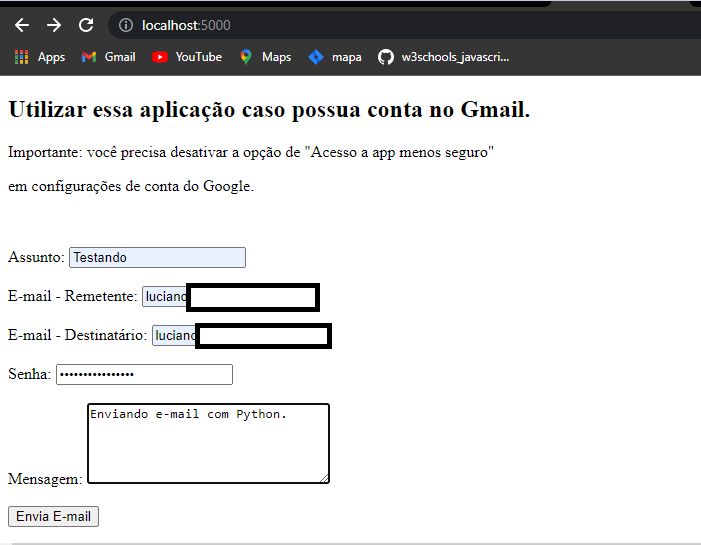 localhost:5000
Apps Gmail YouTube Maps mapa w3schools_javascri...
Utilizar essa aplicação caso possua conta no Gmail.
Importante: você precisa desativar a opção de "Acesso a app menos seguro"
em configurações de conta do Google.
Assunto: Testando
E-mail - Remetente: luciano
E-mail - Destinatário: luciano
Senha: ••••••••••••••••
Enviando e-mail com Python.
Mensagem:
Envia E-mail